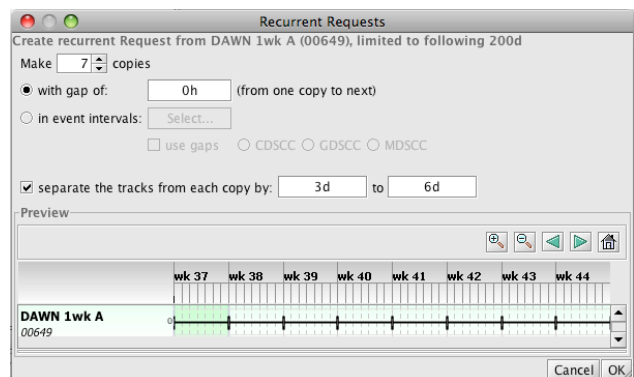 Recurrent Requests
Create recurrent Request from DAWN 1wk A (00649), limited to following 200d
Make 7 copies
with gap of: 0h (from one copy to next)
in event intervals: Select...
use gaps CDSCC GDSCC MDSCC
separate the tracks from each copy by: 3d to 6d
Preview
wk 37 wk 38 wk 39 wk 40 wk 41 wk 42 wk 43 wk 44
DAWN 1wk A
00649
Cancel OK